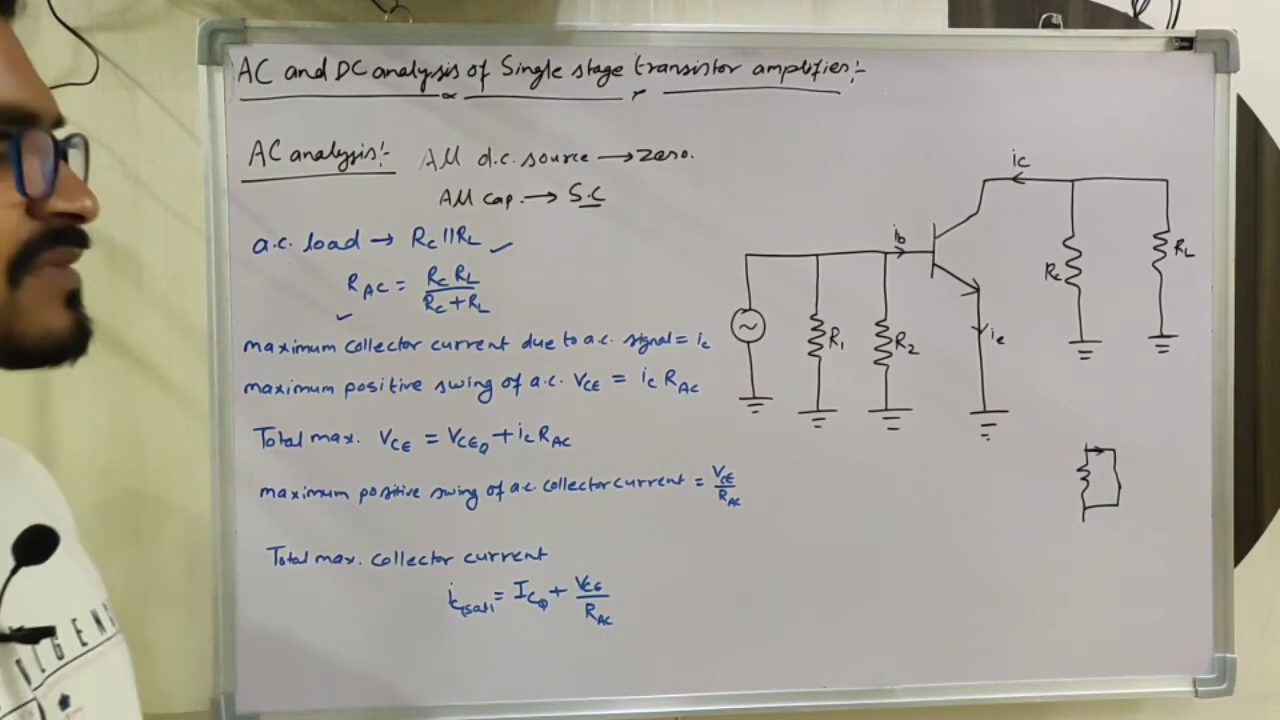 AC and DC analysis of Single stage transistor amplifier:-
AC analysis:- All d.c. source → zero.
All cap. → S.C
a.c. load → RC || RL ✓
RAC = RC RL / RC + RL
✓
maximum collector current due to a.c. signal = ic
maximum positive swing of a.c. VCE = ic RAC
Total max. VCE = VCEQ + ic RAC
maximum positive swing of a.c. collector current = VCE / RAC
Total max. collector current
ic(sat) = ICQ + VCE / RAC
ic
ib
RC
RL
R1
R2
ie
LGEN